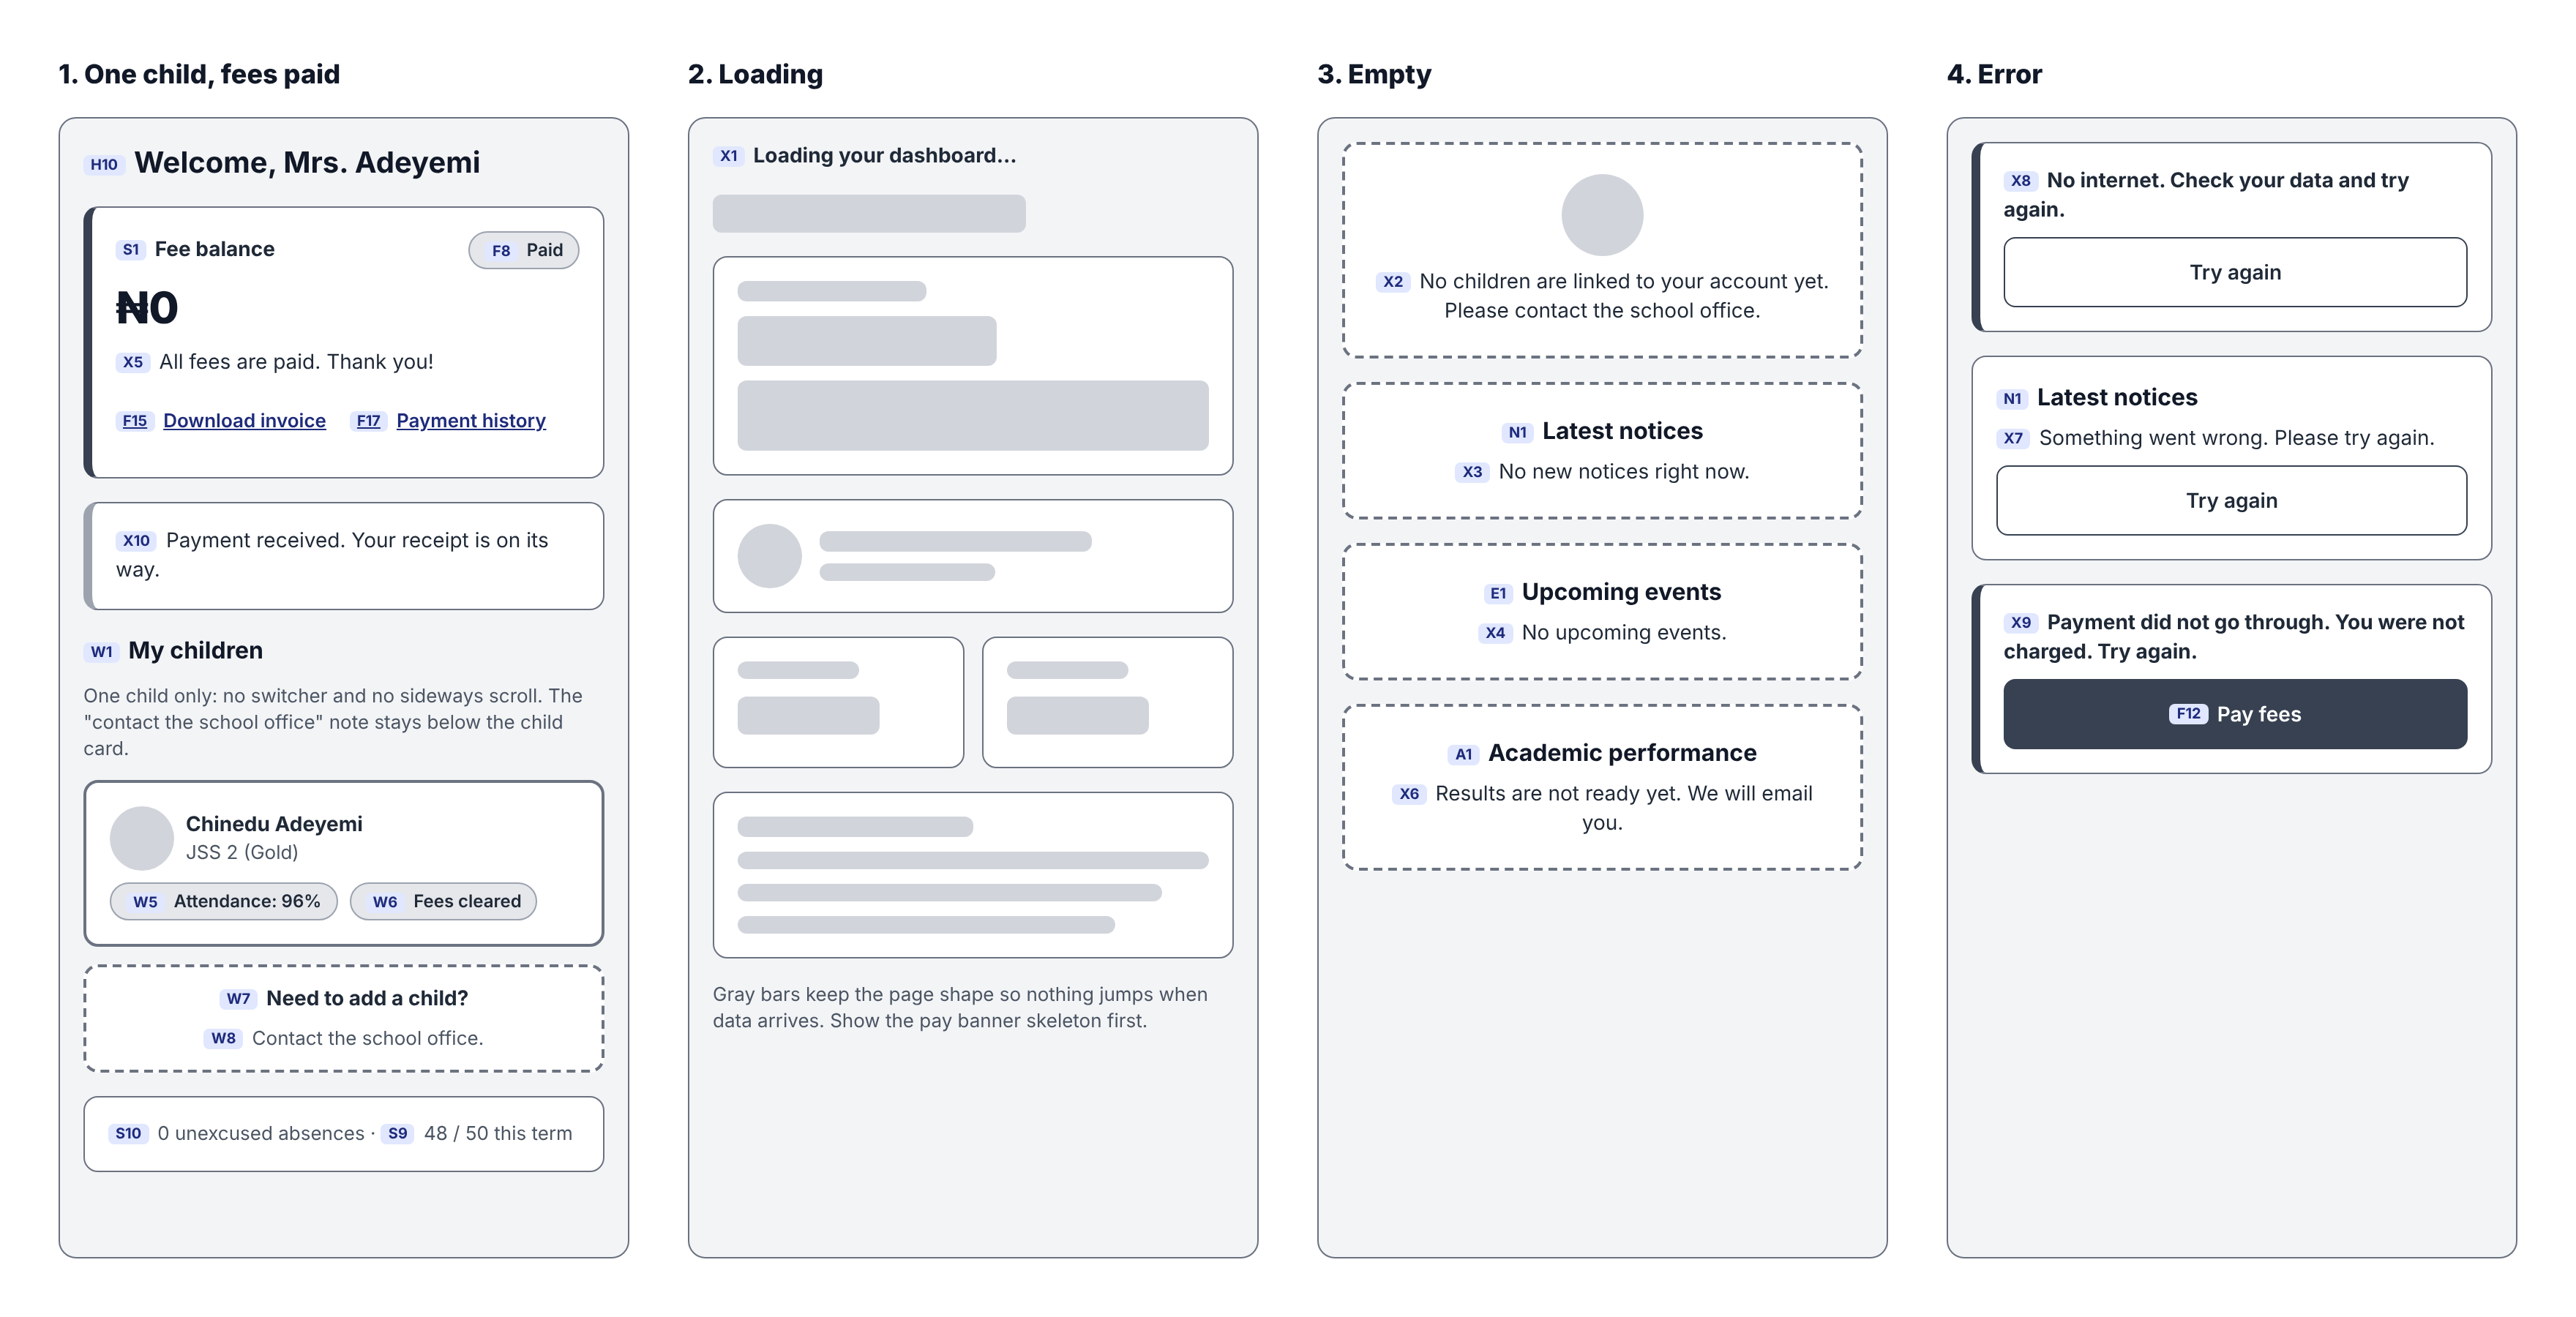 1. One child, fees paid
H10 Welcome, Mrs. Adeyemi
S1 Fee balance
F8 Paid
₦0
X5 All fees are paid. Thank you!
F15 Download invoice F17 Payment history
X10 Payment received. Your receipt is on its
way.
W1 My children
One child only: no switcher and no sideways scroll. The
"contact the school office" note stays below the child
card.
Chinedu Adeyemi
JSS 2 (Gold)
W5 Attendance: 96% W6 Fees cleared
W7 Need to add a child?
W8 Contact the school office.
S10 0 unexcused absences · S9 48 / 50 this term
2. Loading
X1 Loading your dashboard...
Gray bars keep the page shape so nothing jumps when
data arrives. Show the pay banner skeleton first.
3. Empty
X2 No children are linked to your account yet.
Please contact the school office.
N1 Latest notices
X3 No new notices right now.
E1 Upcoming events
X4 No upcoming events.
A1 Academic performance
X6 Results are not ready yet. We will email
you.
4. Error
X8 No internet. Check your data and try
again.
Try again
N1 Latest notices
X7 Something went wrong. Please try again.
Try again
X9 Payment did not go through. You were not
charged. Try again.
F12 Pay fees